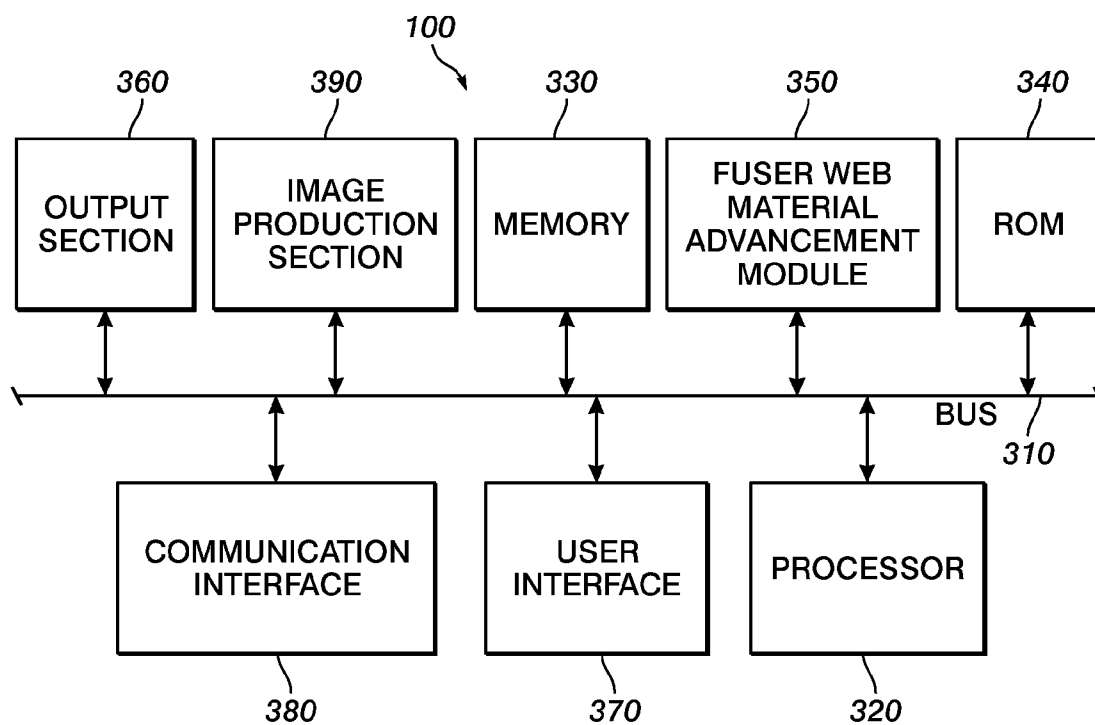 100
360
390
330
350
340
OUTPUT
SECTION
IMAGE
PRODUCTION
SECTION
MEMORY
FUSER WEB
MATERIAL
ADVANCEMENT
MODULE
ROM
BUS
310
COMMUNICATION
INTERFACE
USER
INTERFACE
PROCESSOR
380
370
320